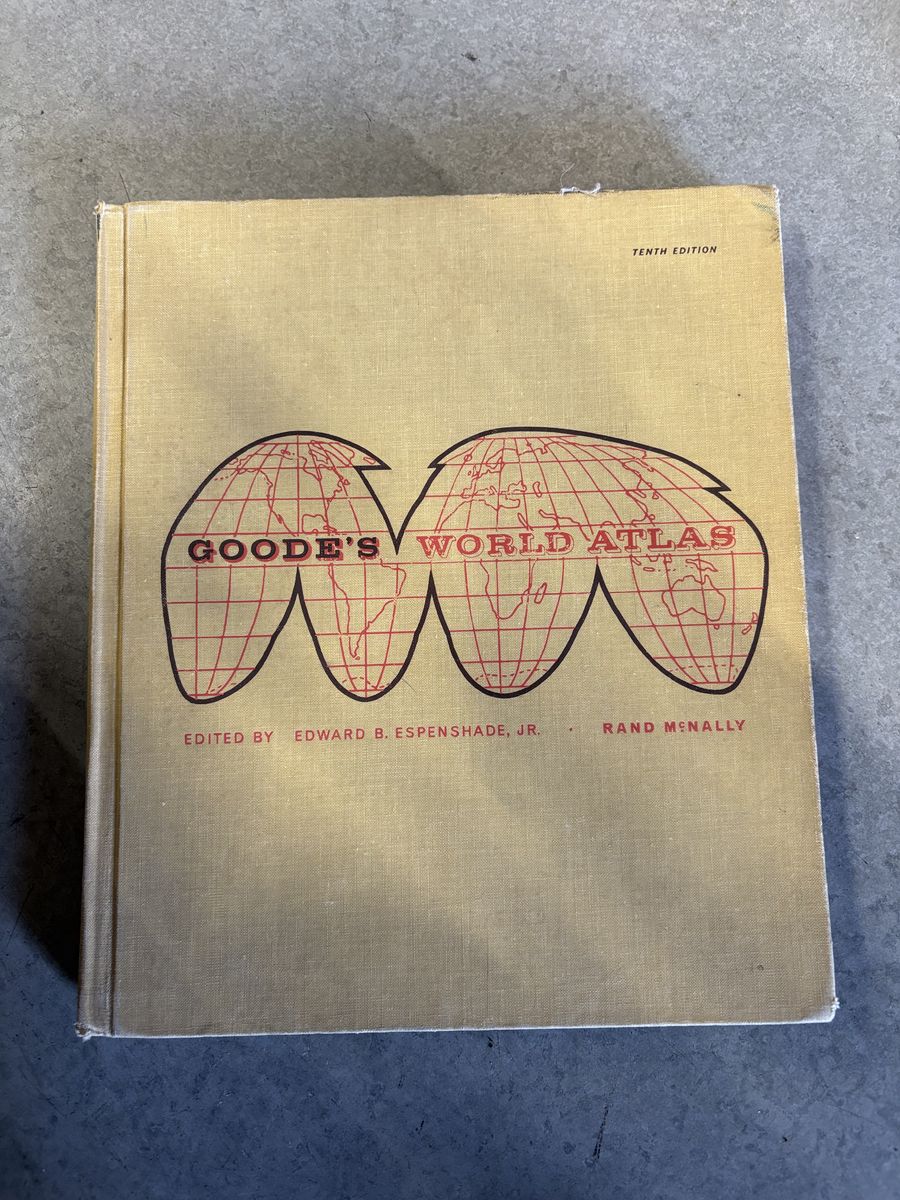 TENTH EDITION
GOODE'S WORLD ATLAS
EDITED BY EDWARD B. ESPENSHADE, JR. · RAND McNALLY